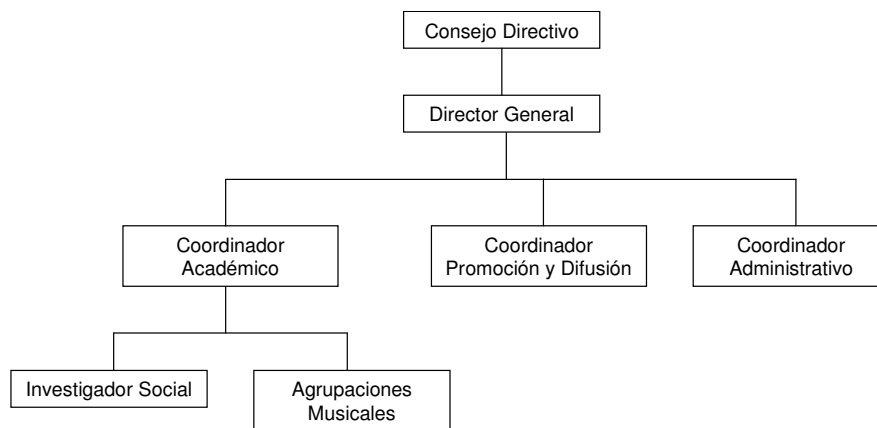 Consejo Directivo
Director General
Coordinador
Académico
Coordinador
Promoción y Difusión
Coordinador
Administrativo
Investigador Social
Agrupaciones
Musicales